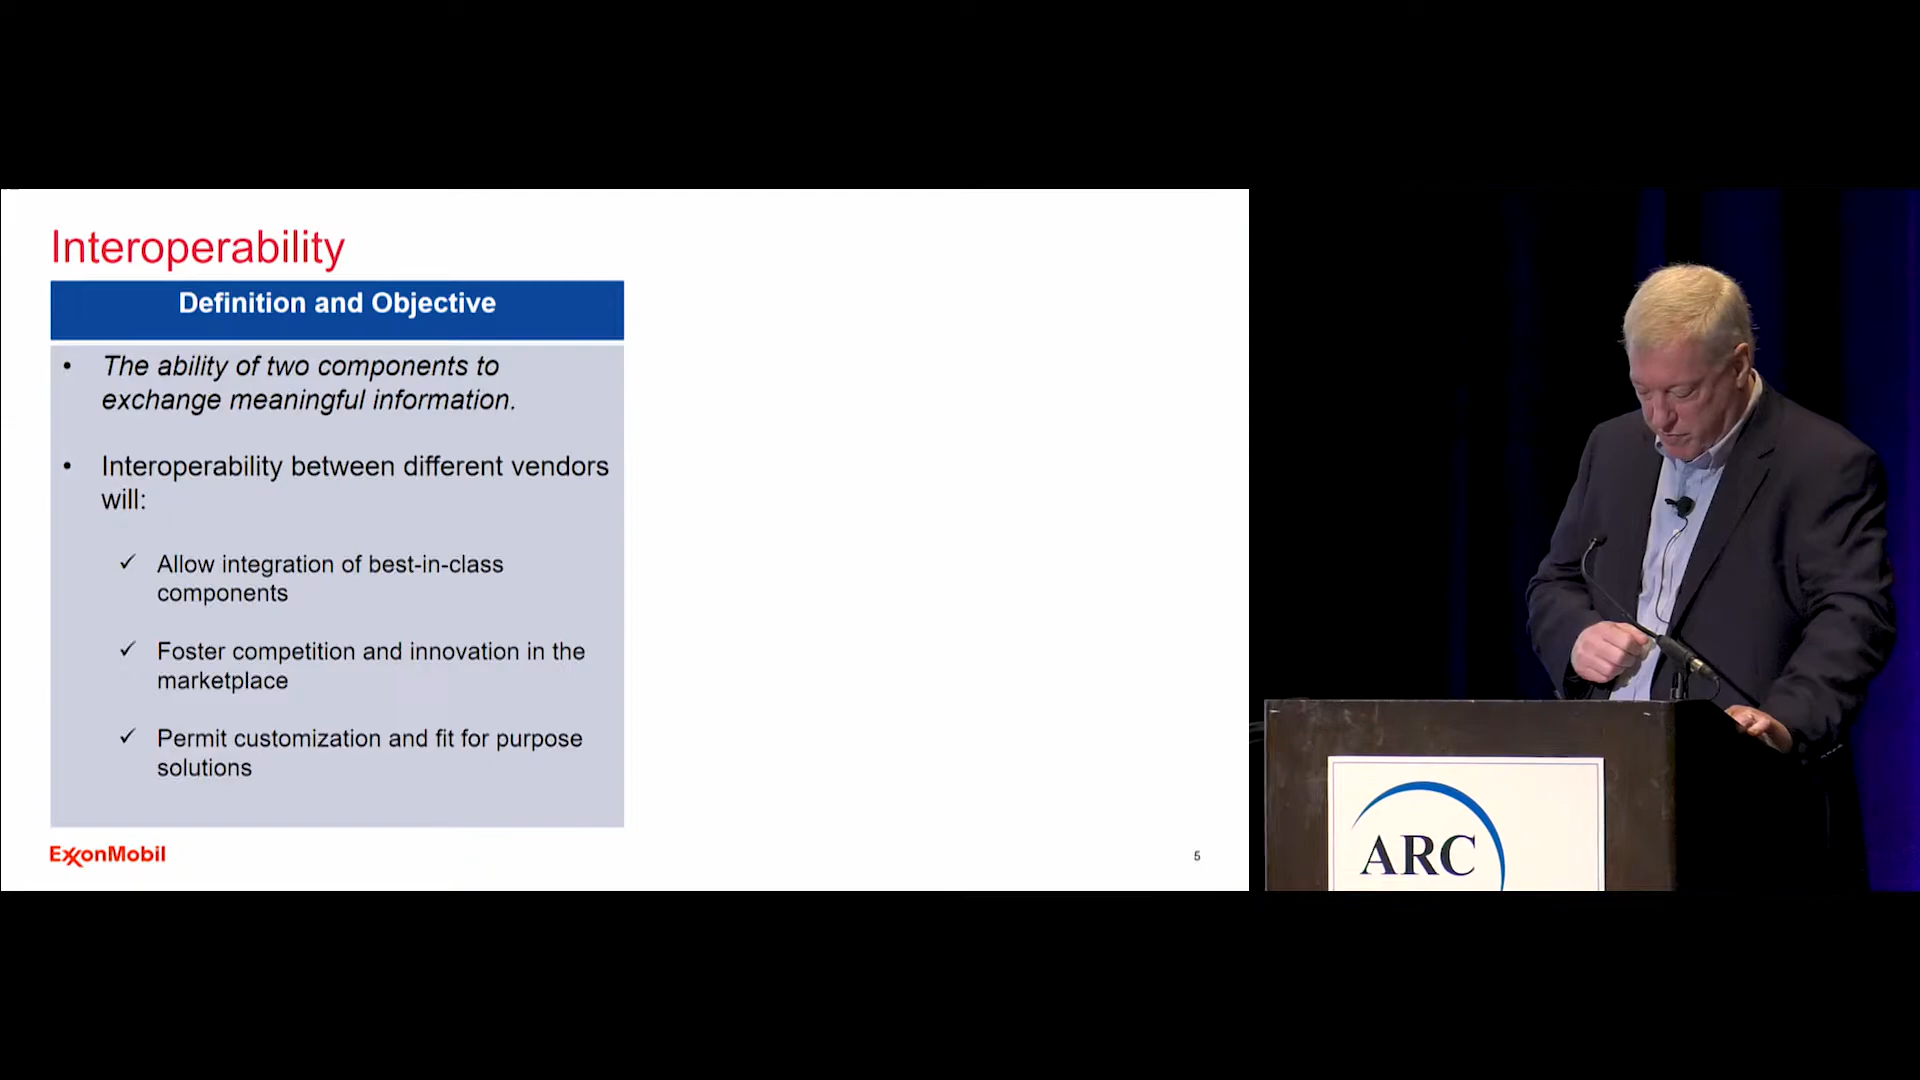 Interoperability
Definition and Objective
• The ability of two components to
exchange meaningful information.
• Interoperability between different vendors
will:
✓ Allow integration of best-in-class
components
✓ Foster competition and innovation in the
marketplace
✓ Permit customization and fit for purpose
solutions
ExxonMobil
5
ARC